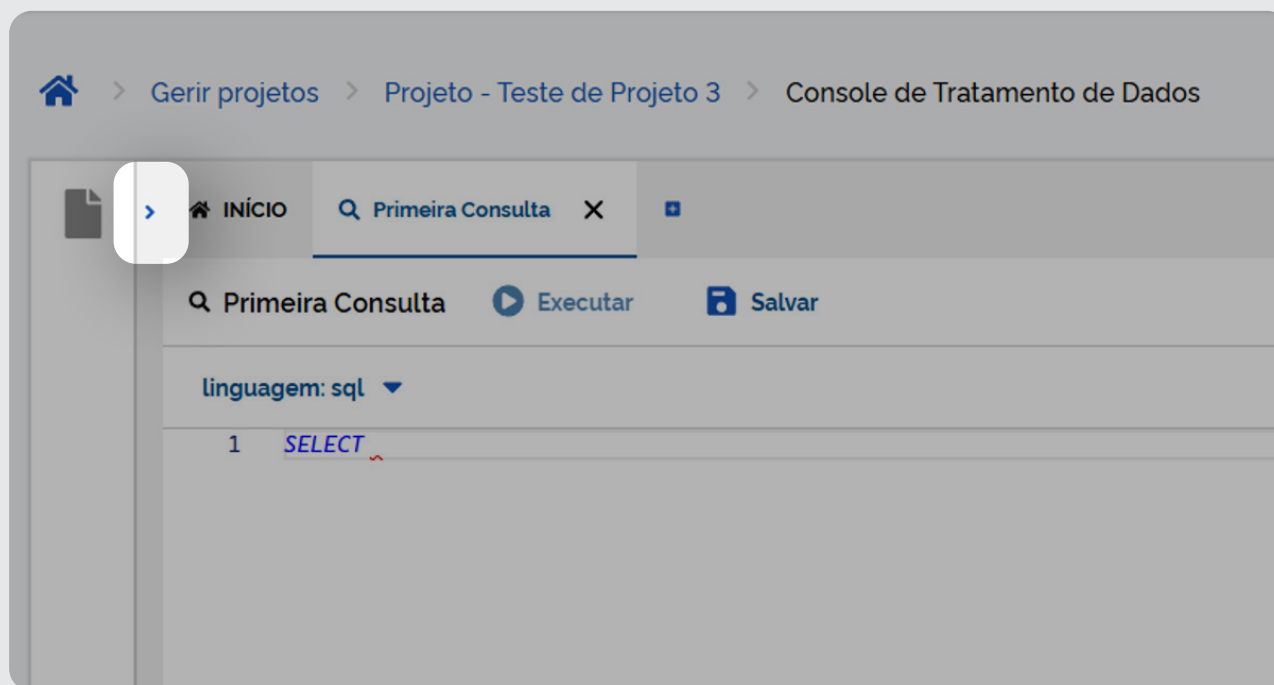 Gerir projetos > Projeto - Teste de Projeto 3 > Console de Tratamento de Dados
INÍCIO Primeira Consulta
Primeira Consulta Executar Salvar
linguagem: sql
1 SELECT